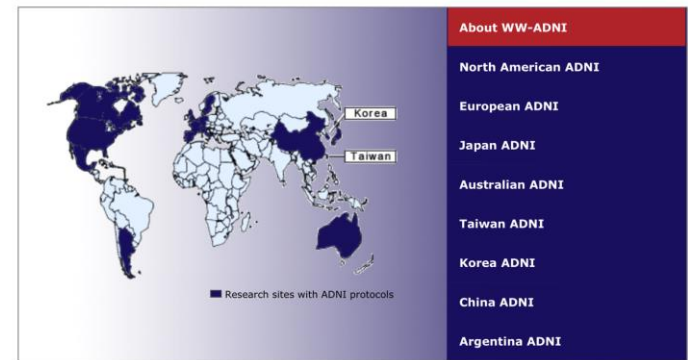 Korea
Taiwan
Research sites with ADNI protocols
About WW-ADNI
North American ADNI
European ADNI
Japan ADNI
Australian ADNI
Taiwan ADNI
Korea ADNI
China ADNI
Argentina ADNI